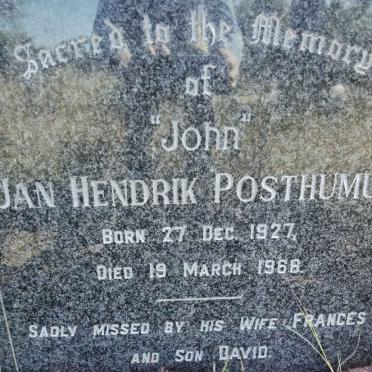 Sacred to the Memory
of
"John"
JAN HENDRIK POSTHUMU
BORN 27 DEC. 1927.
DIED 19 MARCH 1968
SADLY MISSED BY HIS WIFE FRANCES
AND SON DAVID.